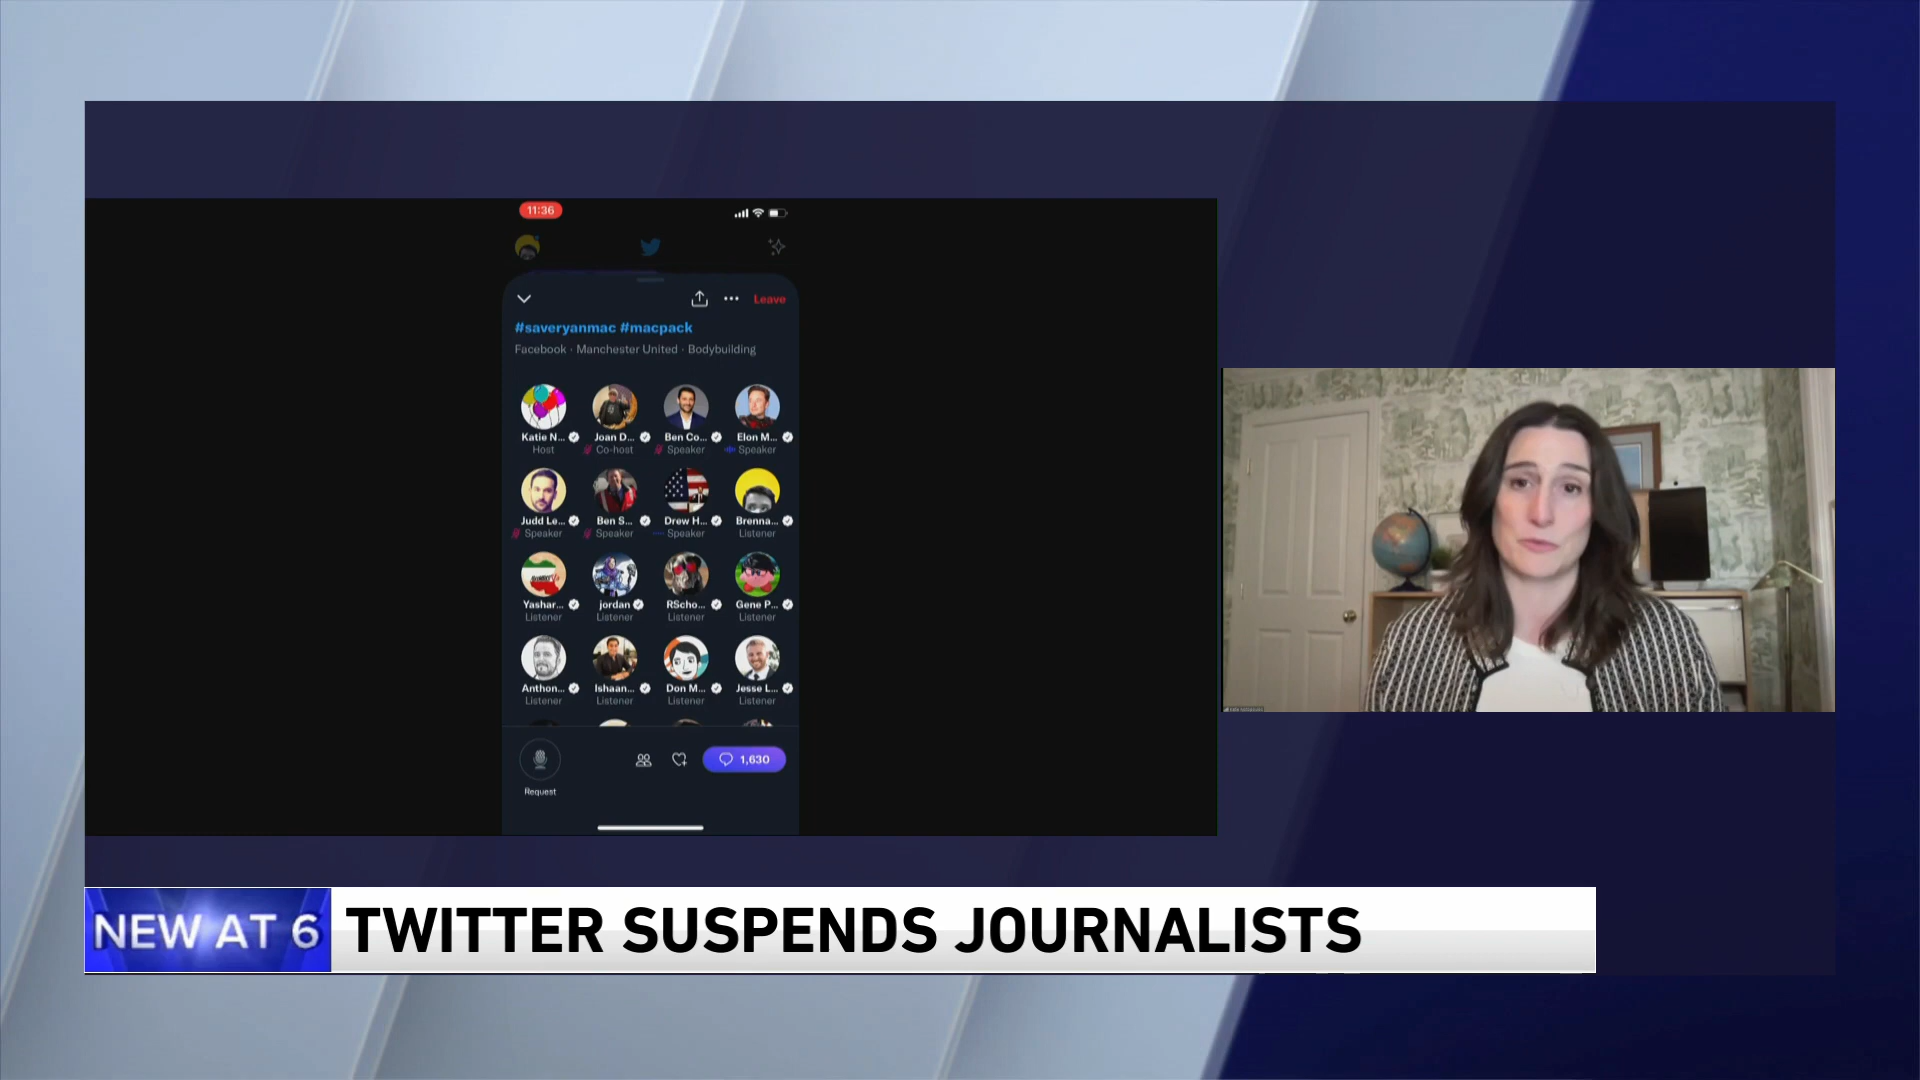 11:36
Leave
#saveryanmac #macpack
Facebook · Manchester United · Bodybuilding
Katie N... Joan D... Ben Co... Elon M...
Host Co-host Speaker Speaker
Judd Le... Ben S... Drew H... Brenna...
Speaker Speaker Speaker Listener
Yashar... jordan RScho... Gene P...
Listener Listener Listener Listener
Anthon... Ishaan... Don M... Jesse L...
Listener Listener Listener Listener
1,630
Request
NEW AT 6 TWITTER SUSPENDS JOURNALISTS